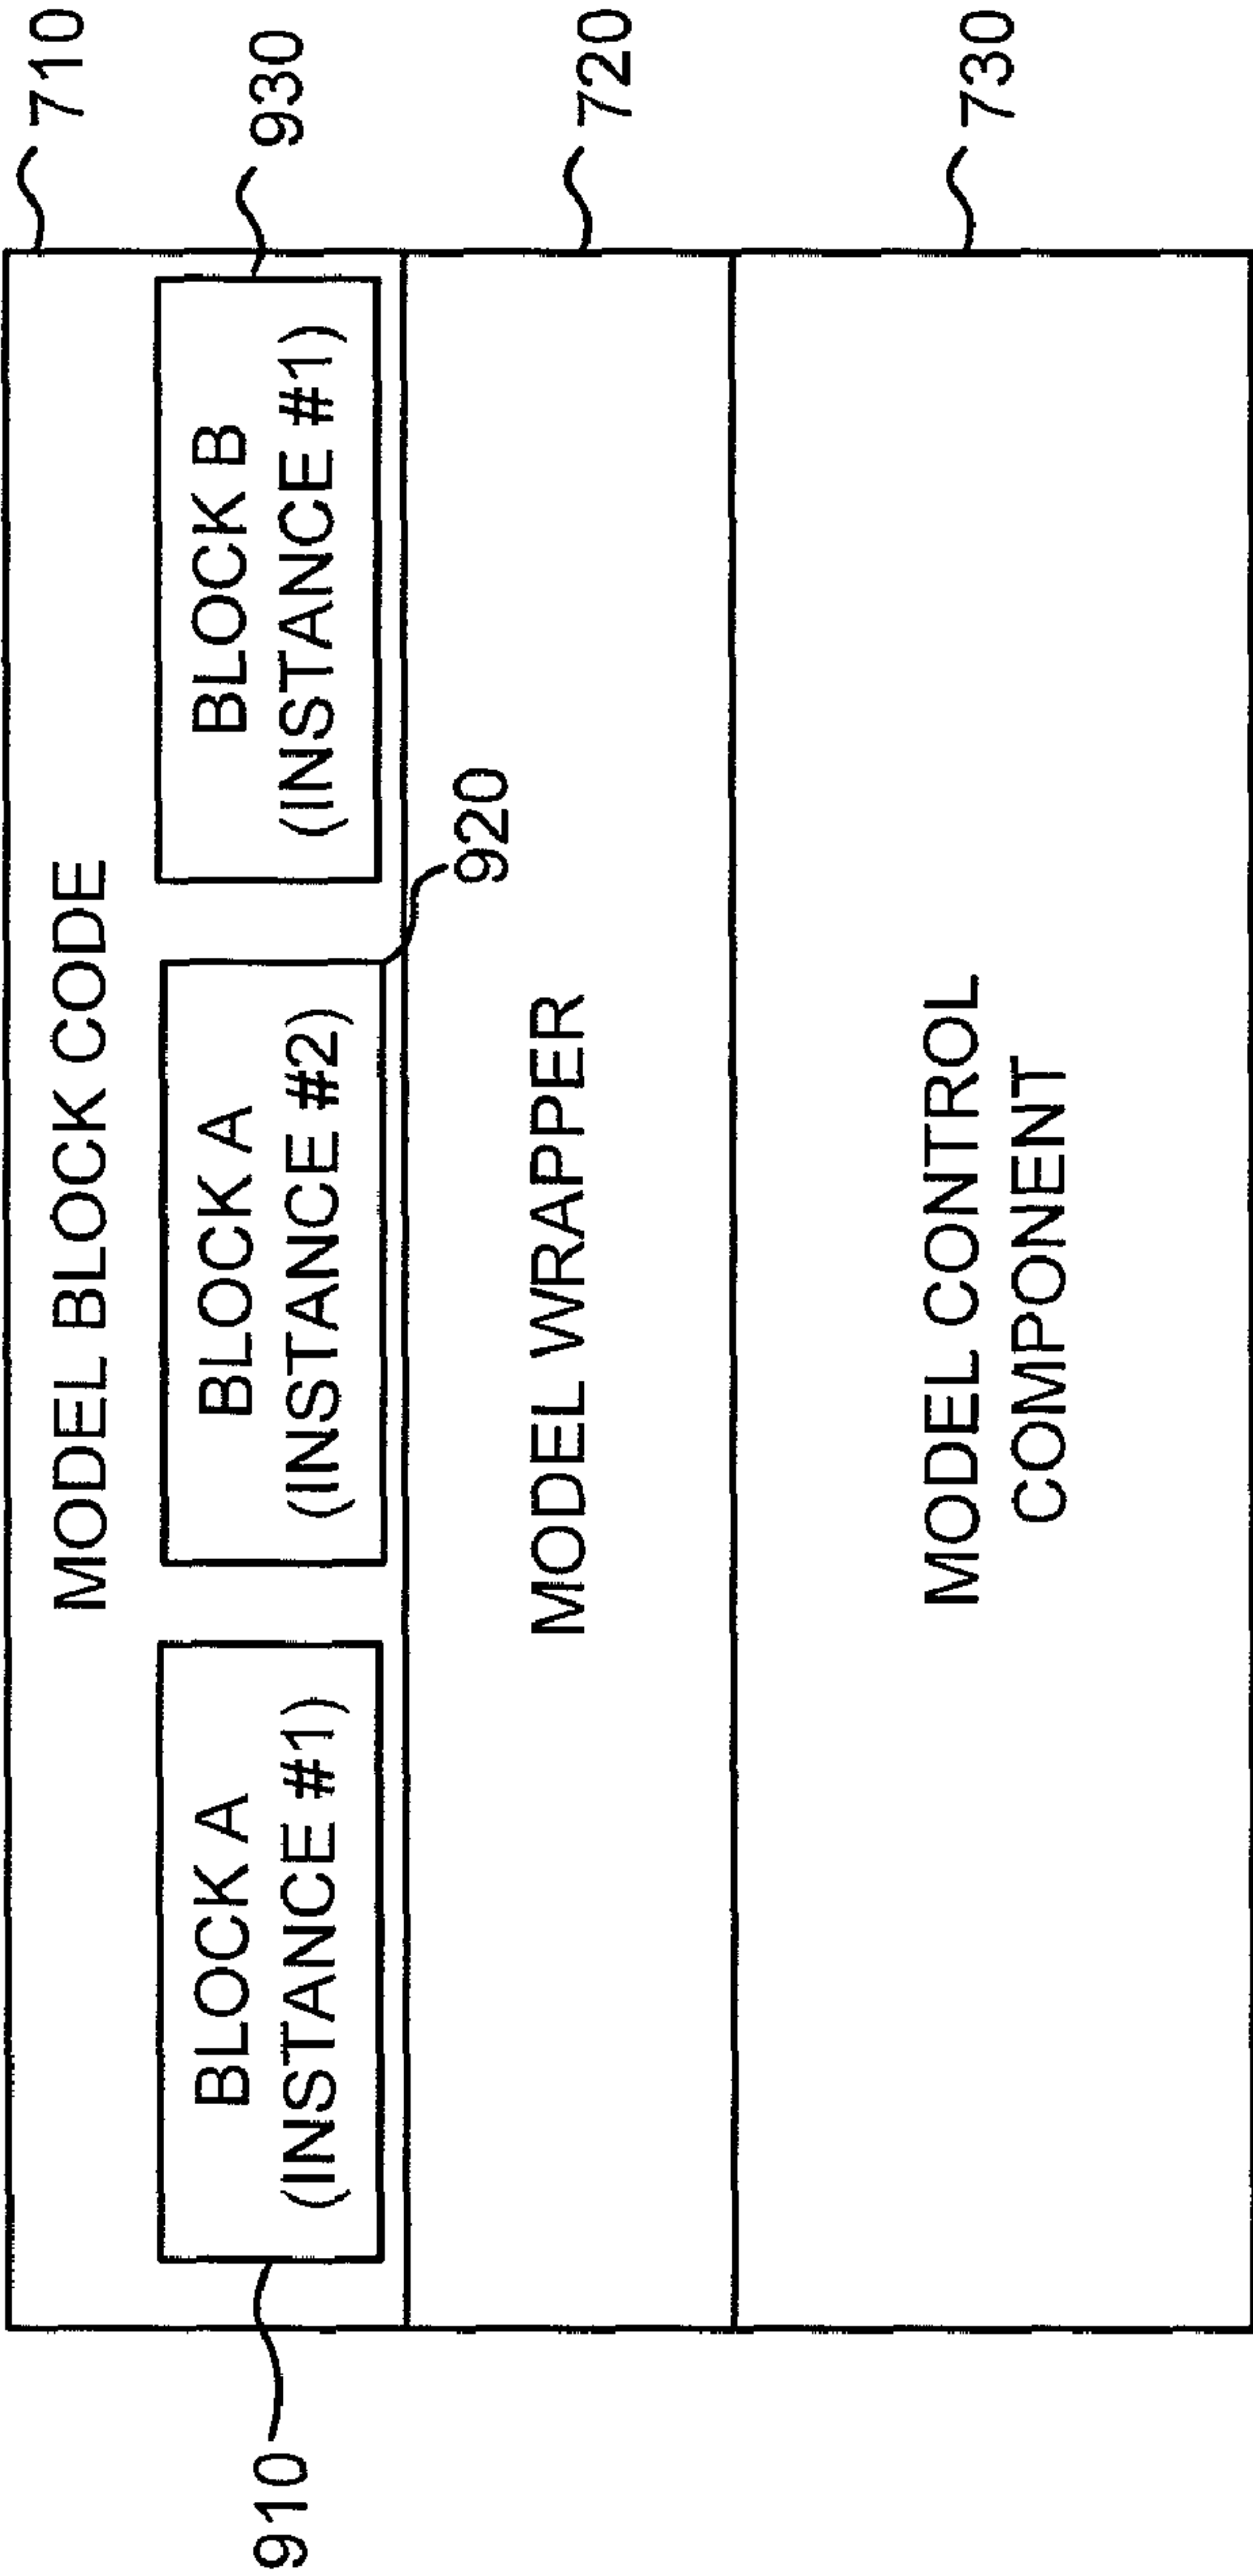 MODEL BLOCK CODE
710
BLOCK A
(INSTANCE #1)
910
BLOCK A
(INSTANCE #2)
920
BLOCK B
(INSTANCE #1)
930
MODEL WRAPPER
720
MODEL CONTROL
COMPONENT
730